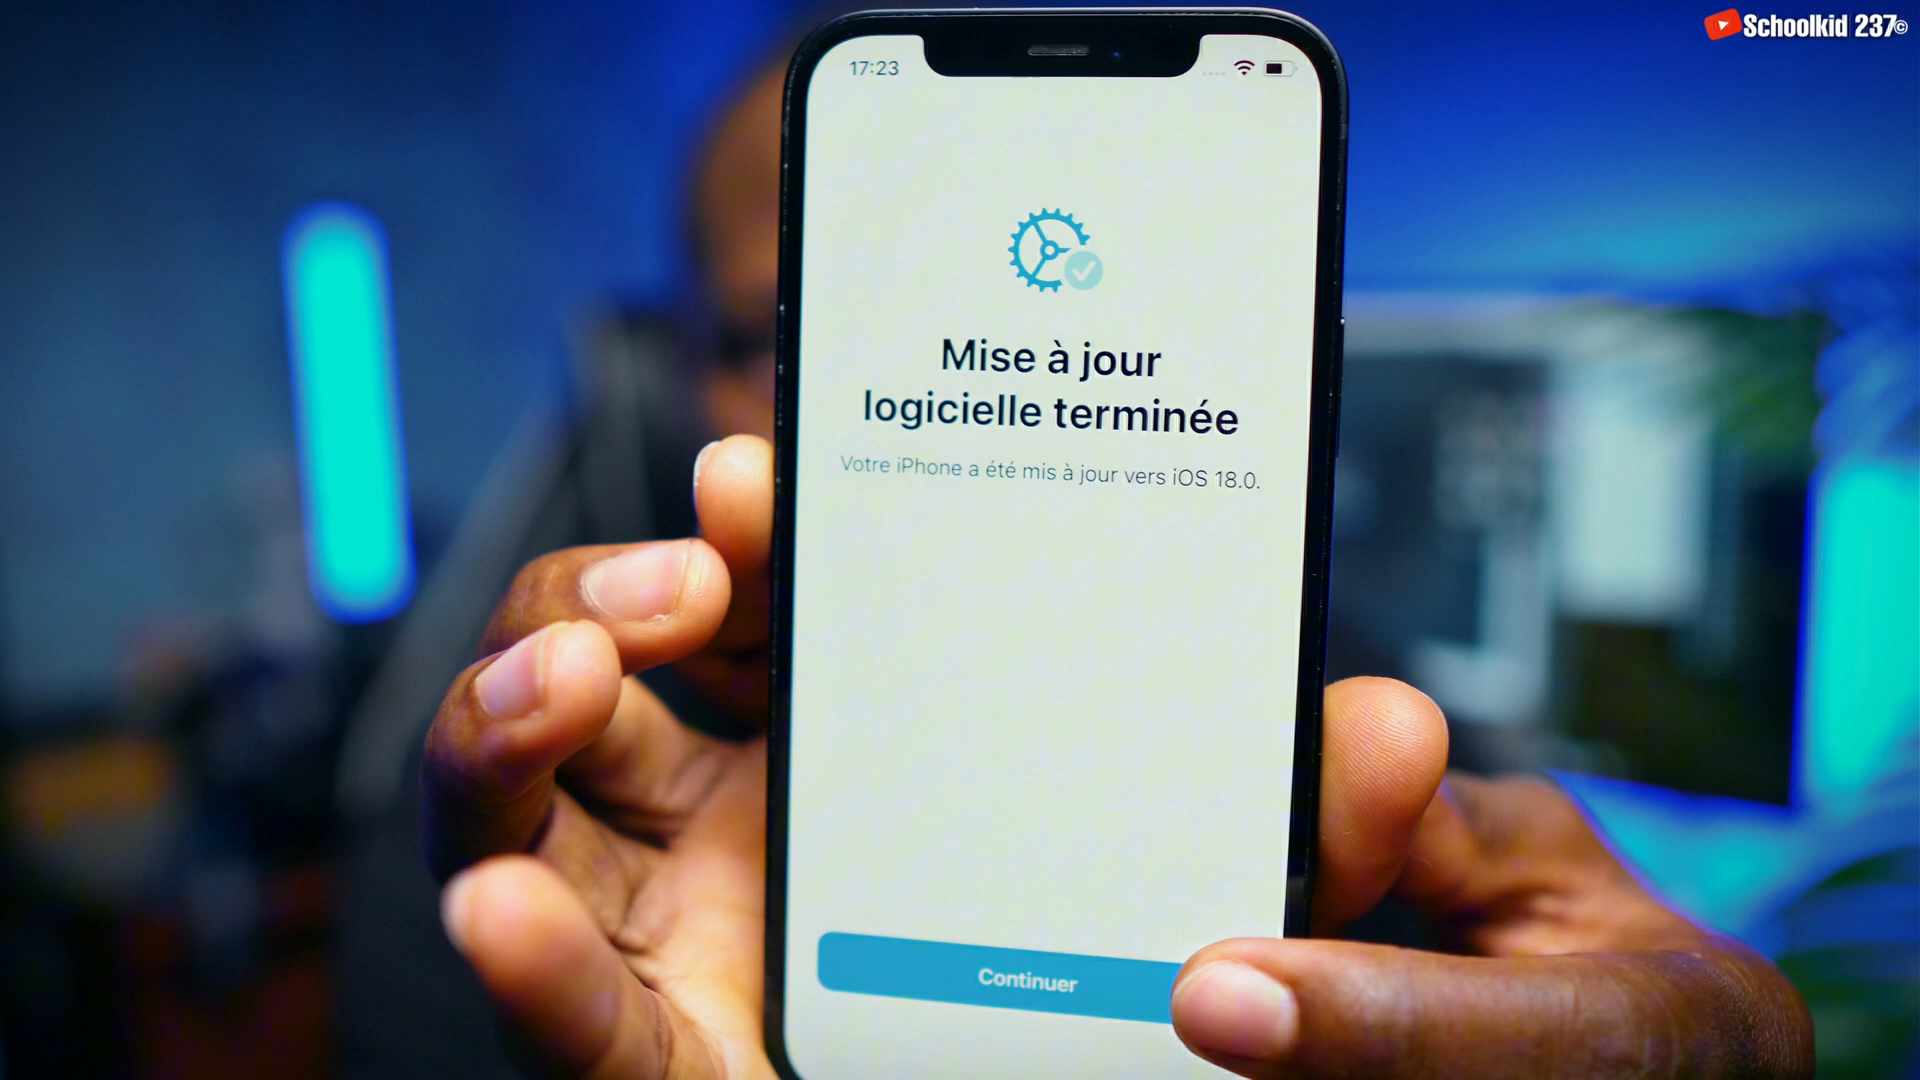 Schoolkid 237©
17:23
Mise à jour
logicielle terminée
Votre iPhone a été mis à jour vers iOS 18.0.
Continuer